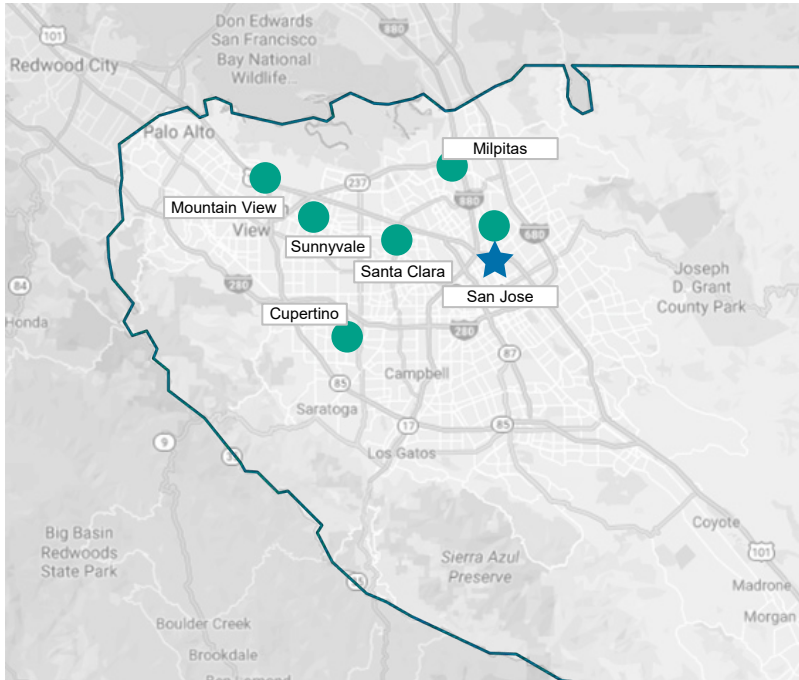 Don Edwards
San Francisco
Bay National
Wildlife...
880
101
Redwood City
Palo Alto
Milpitas
237
880
Mountain View
View
Sunnyvale
680
Santa Clara
Joseph
D. Grant
County Park
84
280
San Jose
Honda
Cupertino
280
87
Campbell
85
Saratoga
17
85
9
Los Gatos
Big Basin
Redwoods
State Park
Sierra Azul
Preserve
Coyote
101
Madrone
Morgan
Boulder Creek
Brookdale